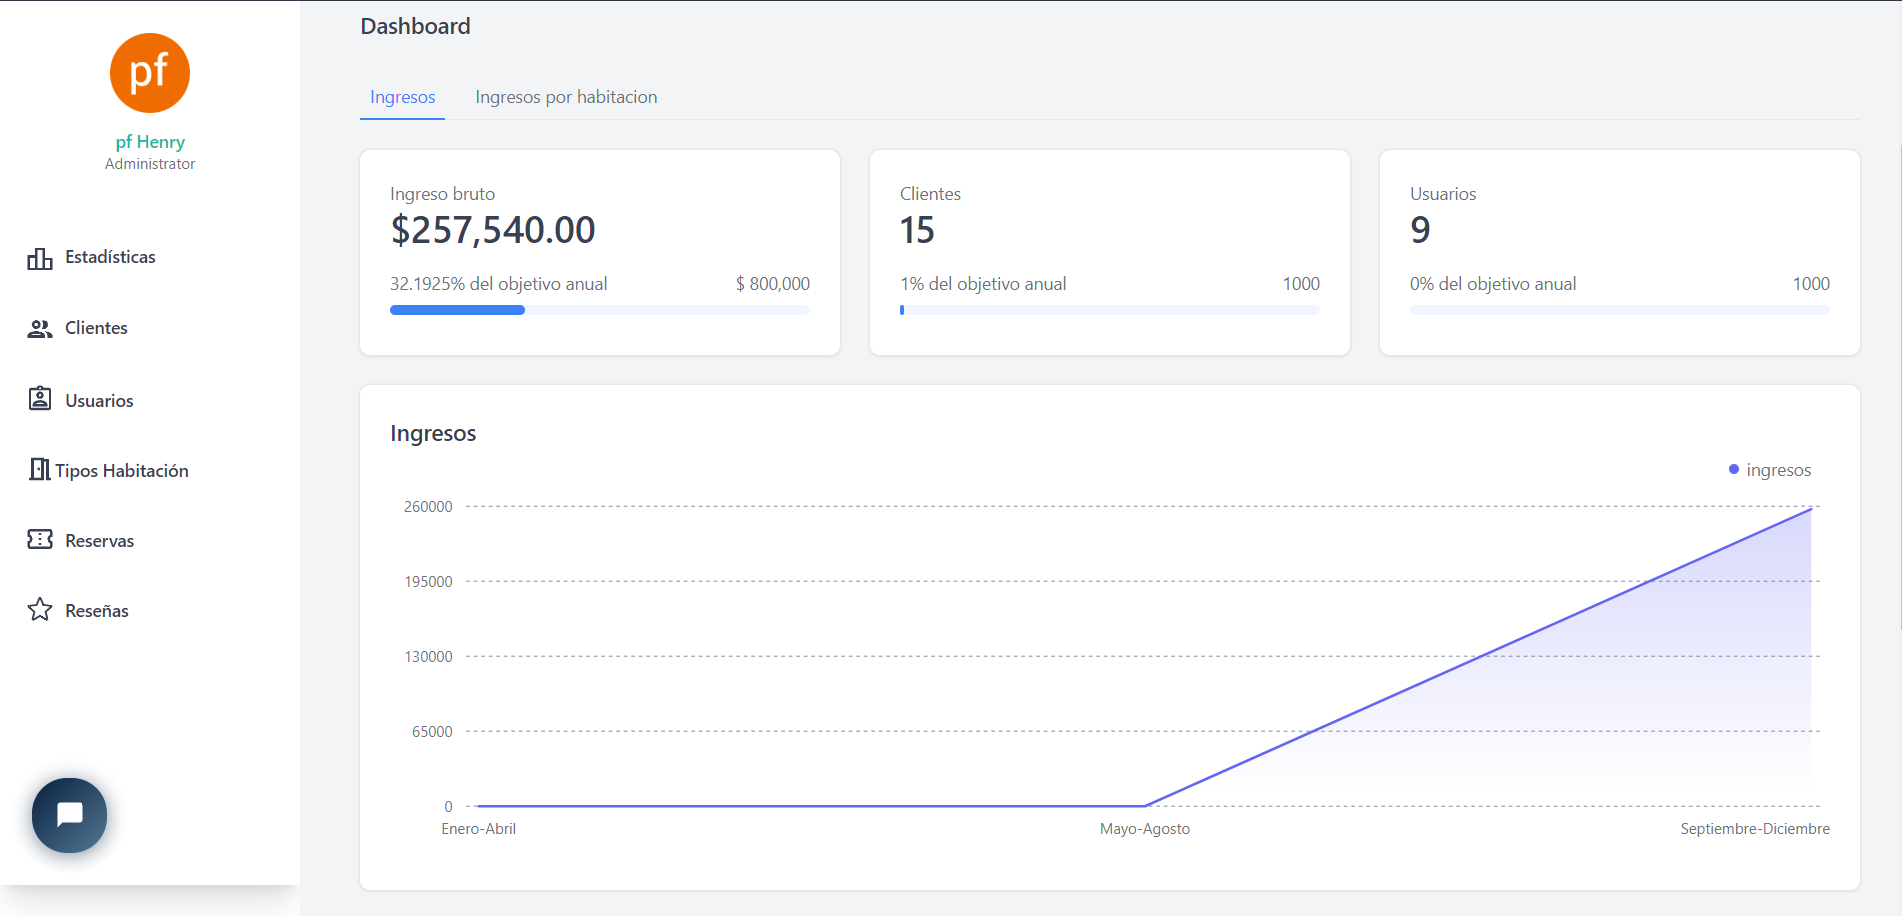 Dashboard
pf
pf Henry
Administrator
Estadísticas
Clientes
Usuarios
Tipos Habitación
Reservas
Reseñas
Ingresos
Ingresos por habitacion
Ingreso bruto
$257,540.00
32.1925% del objetivo anual
$ 800,000
Clientes
15
1% del objetivo anual
1000
Usuarios
9
0% del objetivo anual
1000
Ingresos
ingresos
260000
195000
130000
65000
0
Enero-Abril
Mayo-Agosto
Septiembre-Diciembre